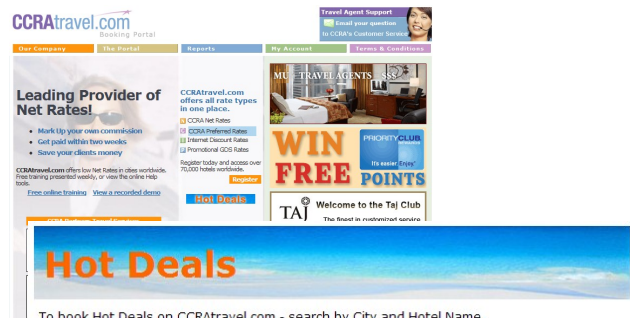 CCRAtravel.com
Booking Portal
Travel Agent Support
Email your question
to CCRA's Customer Service
Our Company
The Portal
Reports
My Account
Terms & Conditions
Leading Provider of
Net Rates!
• Mark Up your own commission
• Get paid within two weeks
• Save your clients money
CCRAtravel.com offers low Net Rates in cities worldwide.
Free training presented weekly, or view the online Help
tools.
Free online training View a recorded demo
CCRAtravel.com
offers all rate types
in one place.
CCRA Net Rates
CCRA Preferred Rates
Internet Discount Rates
Promotional GDS Rates
Register today and access over
70,000 hotels worldwide.
Register
Hot Deals
TRAVEL AGENTS $$$
WIN
FREE
PRIORITYCLUB
It's easier. Enjoy.
POINTS
TAJ
Welcome to the Taj Club
The finest in customized service
Hot Deals
To book Hot Deals on CCRAtravel.com - search by City and Hotel Name